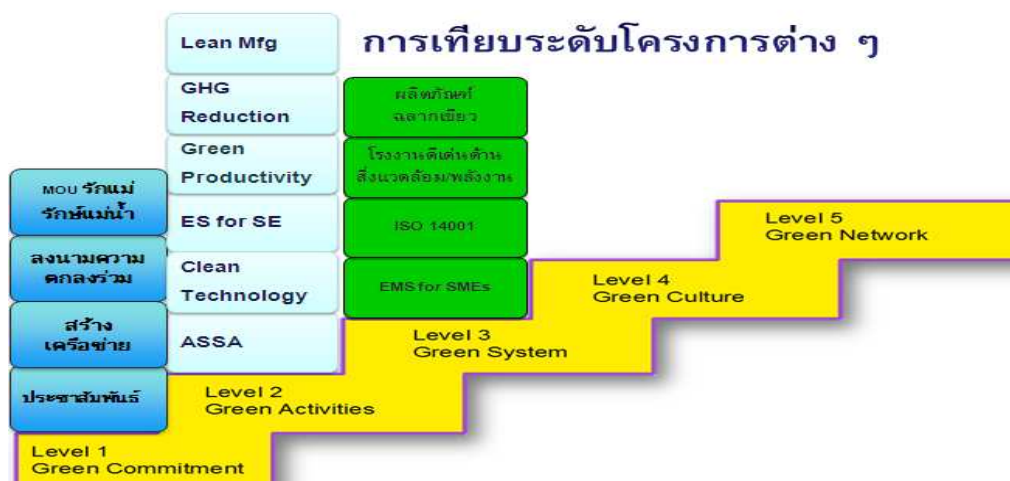 การเทียบระดับโครงการต่าง ๆ
MOU รักแม่
รักษ์แม่น้ำ
ลงนามความ
ตกลงร่วม
สร้าง
เครือข่าย
ประชาสัมพันธ์
Lean Mfg
GHG
Reduction
Green
Productivity
ES for SE
Clean
Technology
ASSA
ผลิตภัณฑ์
ฉลากเขียว
โรงงานดีเด่นด้าน
สิ่งแวดล้อม/พลังงาน
ISO 14001
EMS for SMEs
Level 1
Green Commitment
Level 2
Green Activities
Level 3
Green System
Level 4
Green Culture
Level 5
Green Network